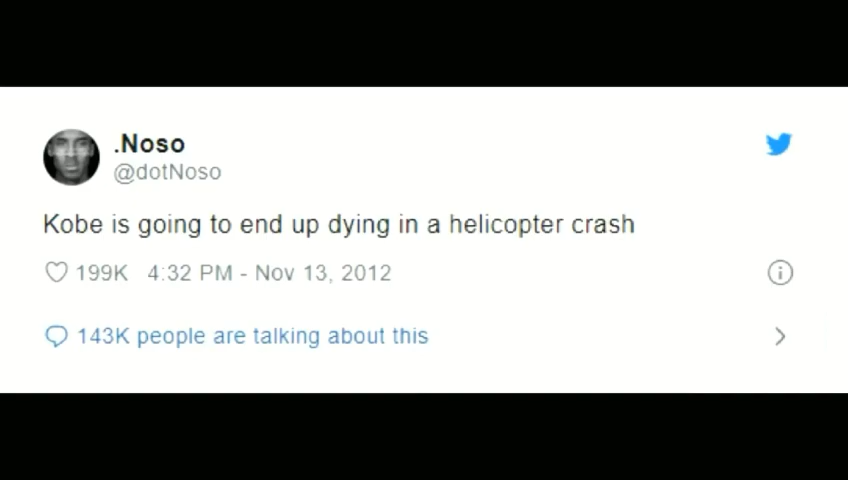 .Noso
@dotNoso
Kobe is going to end up dying in a helicopter crash
199K 4:32 PM - Nov 13, 2012
143K people are talking about this